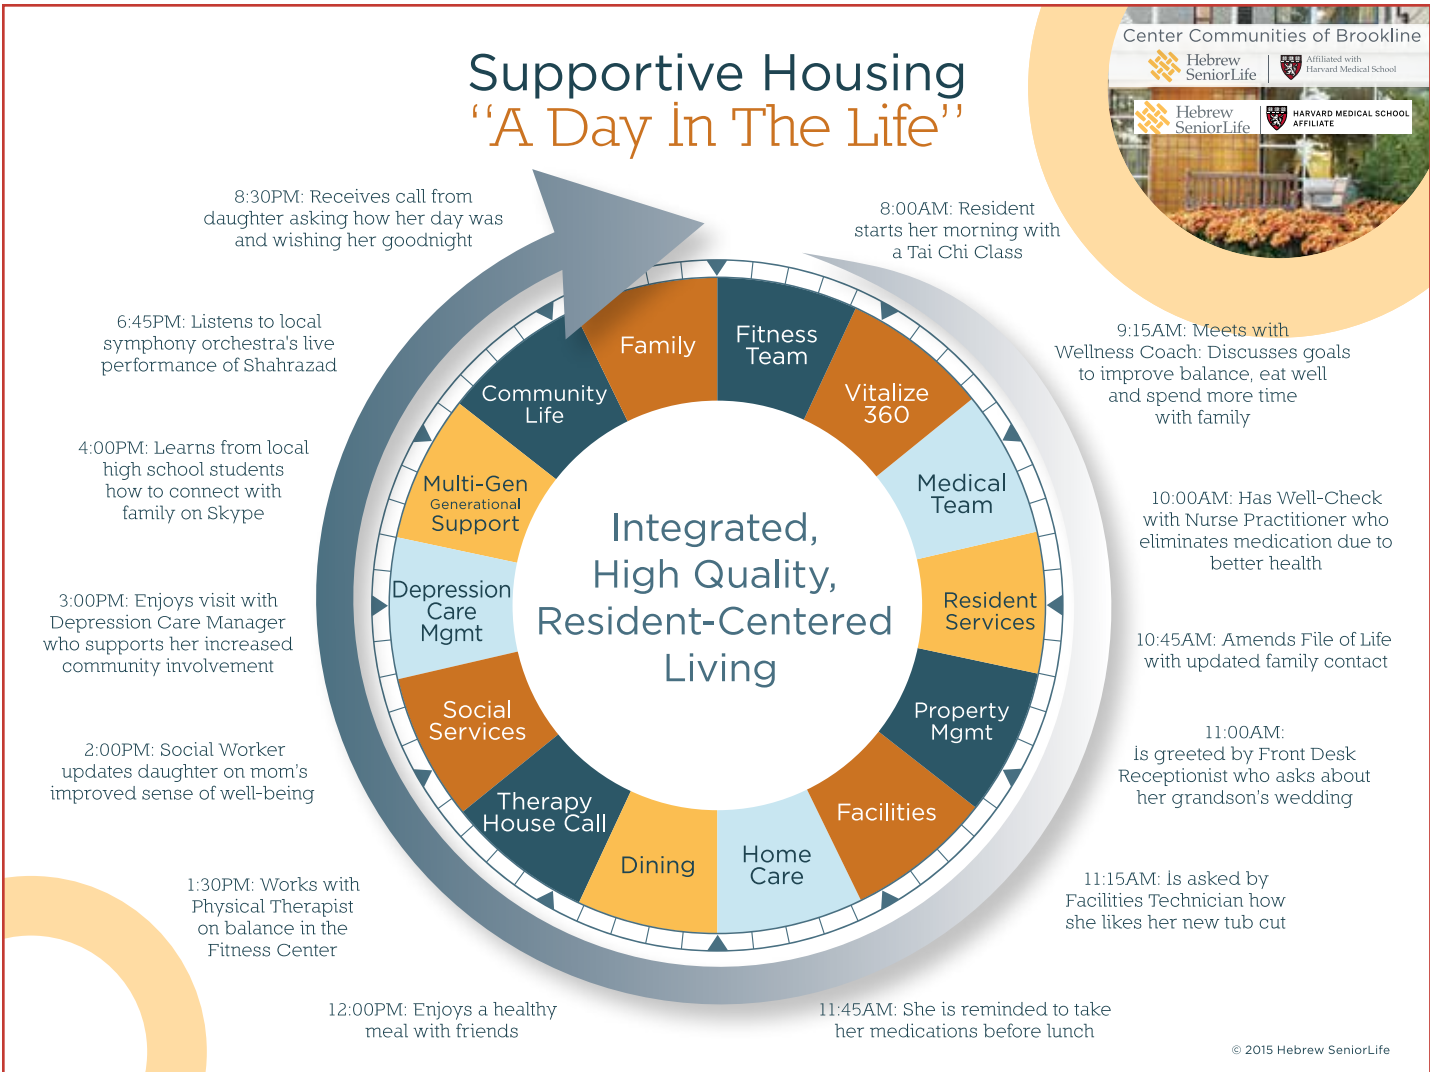 Supportive Housing
“A Day İn The Life”
Center Communities of Brookline
Hebrew
SeniorLife
Affiliated with
Harvard Medical School
Hebrew
SeniorLife
HARVARD MEDICAL SCHOOL
AFFILIATE
8:00AM: Resident
starts her morning with
a Tai Chi Class
9:15AM: Meets with
Wellness Coach: Discusses goals
to improve balance, eat well
and spend more time
with family
10:00AM: Has Well-Check
with Nurse Practitioner who
eliminates medication due to
better health
10:45AM: Amends File of Life
with updated family contact
11:00AM:
İs greeted by Front Desk
Receptionist who asks about
her grandson's wedding
11:15AM: İs asked by
Facilities Technician how
she likes her new tub cut
11:45AM: She is reminded to take
her medications before lunch
12:00PM: Enjoys a healthy
meal with friends
1:30PM: Works with
Physical Therapist
on balance in the
Fitness Center
2:00PM: Social Worker
updates daughter on mom's
improved sense of well-being
3:00PM: Enjoys visit with
Depression Care Manager
who supports her increased
community involvement
4:00PM: Learns from local
high school students
how to connect with
family on Skype
6:45PM: Listens to local
symphony orchestra's live
performance of Shahrazad
8:30PM: Receives call from
daughter asking how her day was
and wishing her goodnight
Fitness
Team
Vitalize
360
Medical
Team
Resident
Services
Property
Mgmt
Facilities
Home
Care
Dining
Therapy
House Call
Social
Services
Depression
Care
Mgmt
Multi-Gen
Generational
Support
Community
Life
Family
Integrated,
High Quality,
Resident-Centered
Living
© 2015 Hebrew SeniorLife